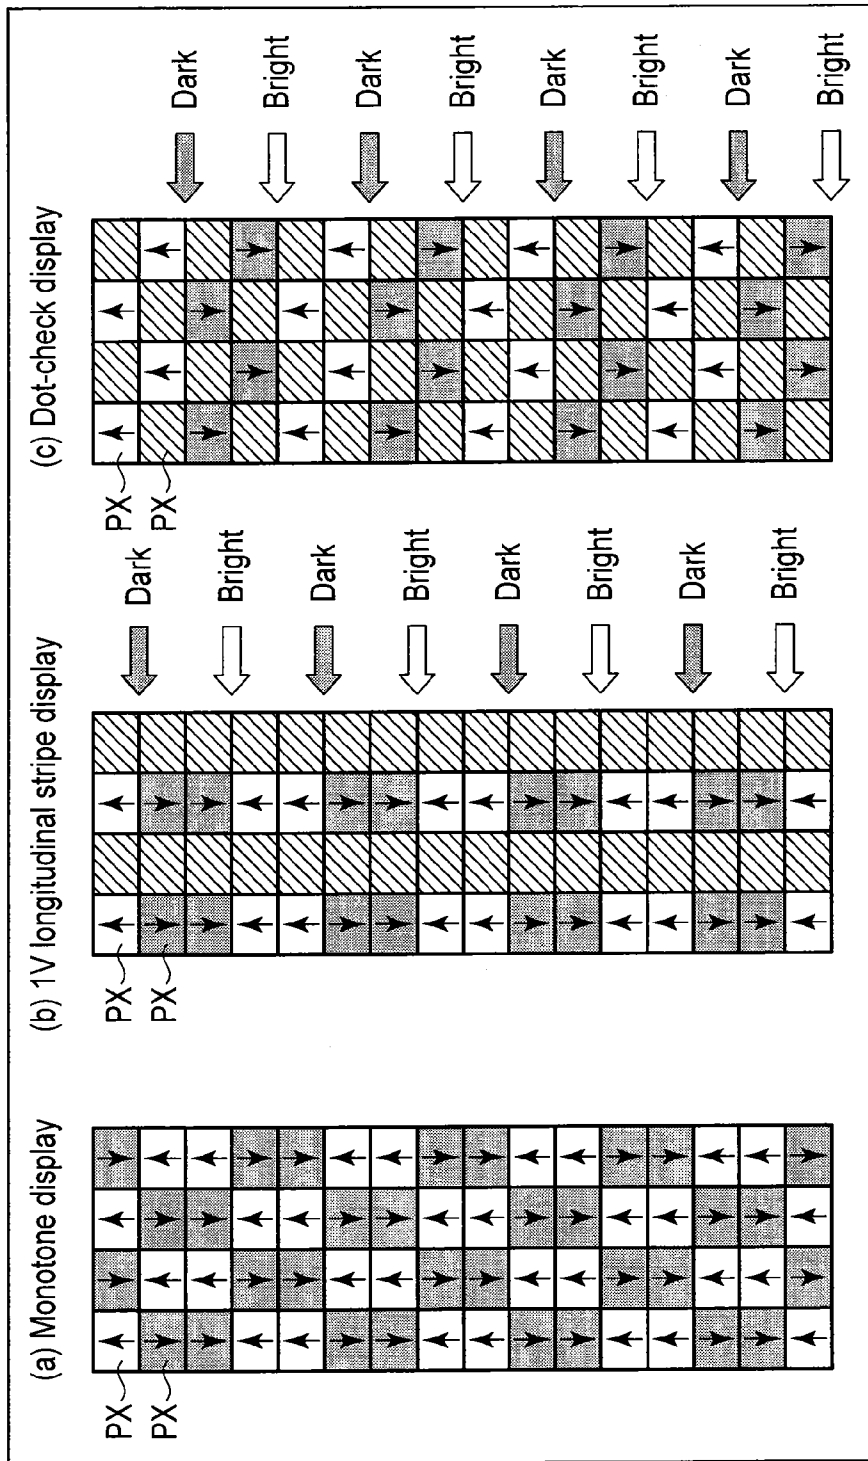 (a) Monotone display
PX
PX
(b) 1V longitudinal stripe display
PX
PX
Dark
Bright
Dark
Bright
Dark
Bright
Dark
Bright
(c) Dot-check display
PX
PX
Dark
Bright
Dark
Bright
Dark
Bright
Dark
Bright